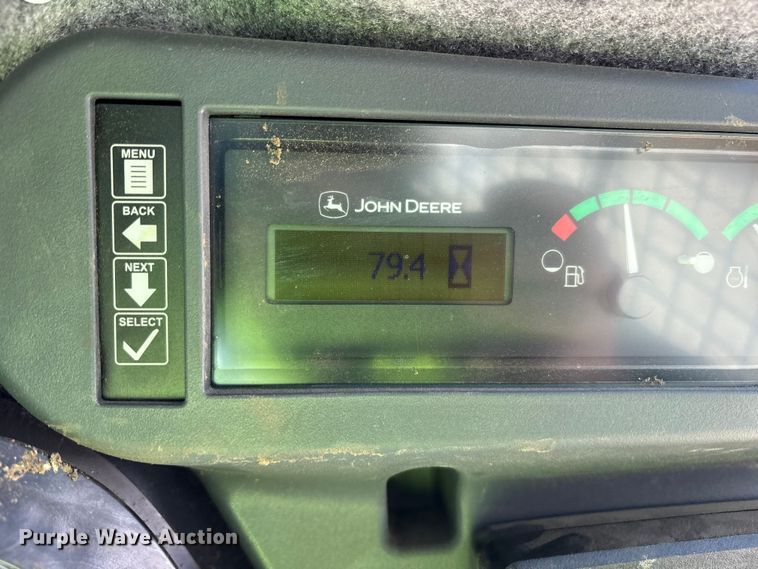 MENU
BACK
NEXT
SELECT
JOHN DEERE
79.4
Purple Wave Auction